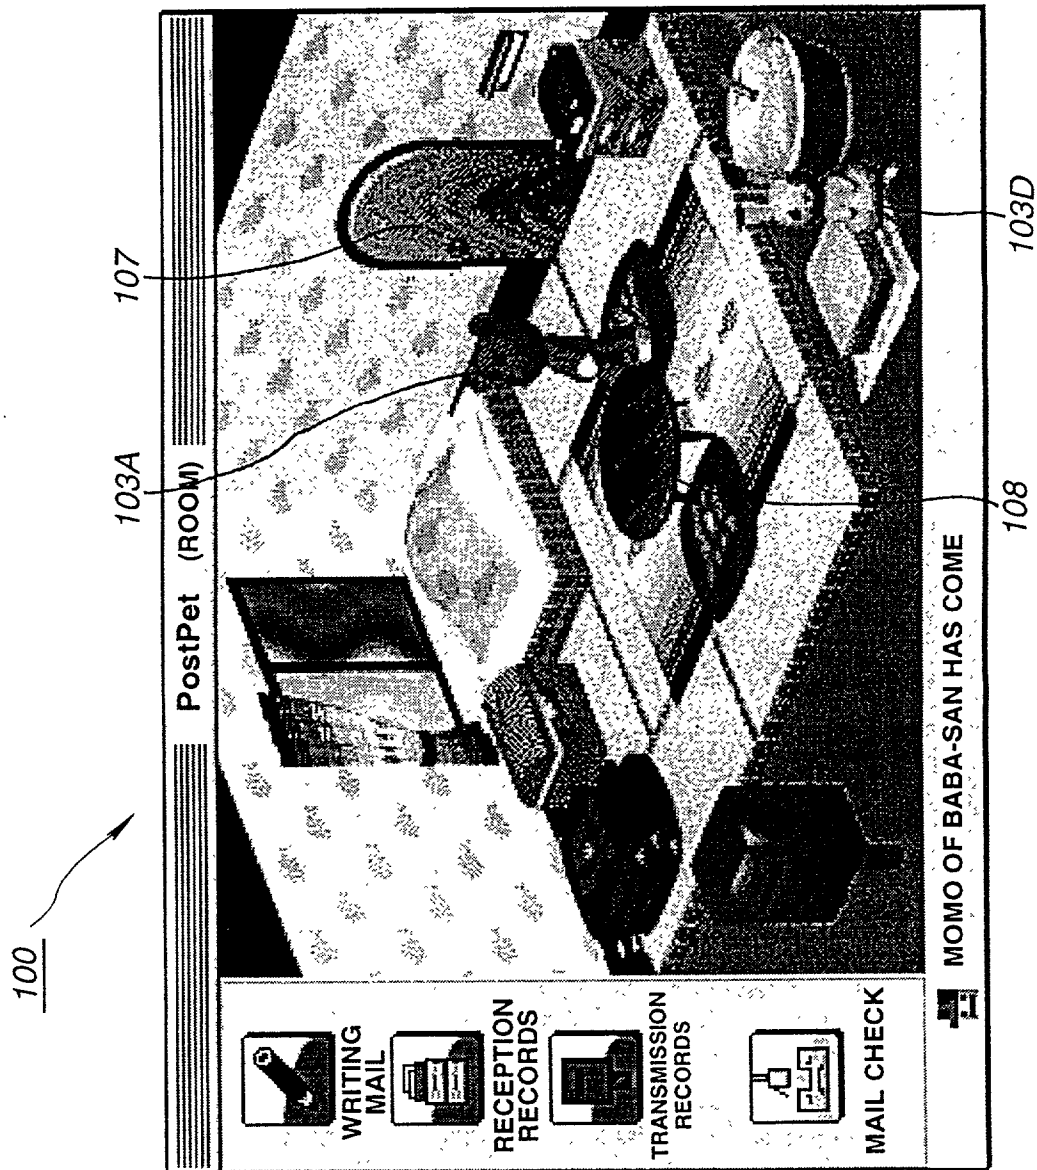 100
PostPet (ROOM)
103A
107
WRITING
MAIL
RECEPTION
RECORDS
TRANSMISSION
RECORDS
MAIL CHECK
MOMO OF BABA-SAN HAS COME
108
103D